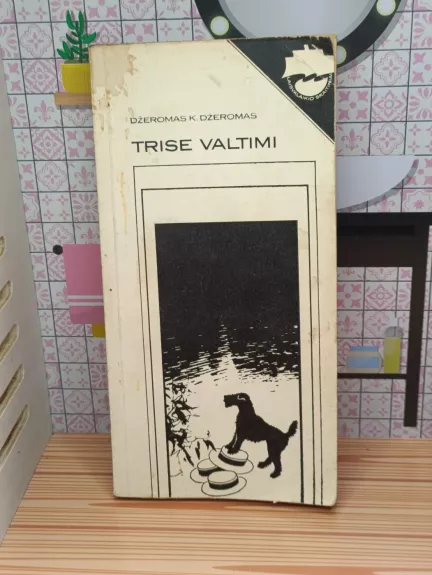 DŽEROMAS K. DŽEROMAS
TRISE VALTIMI